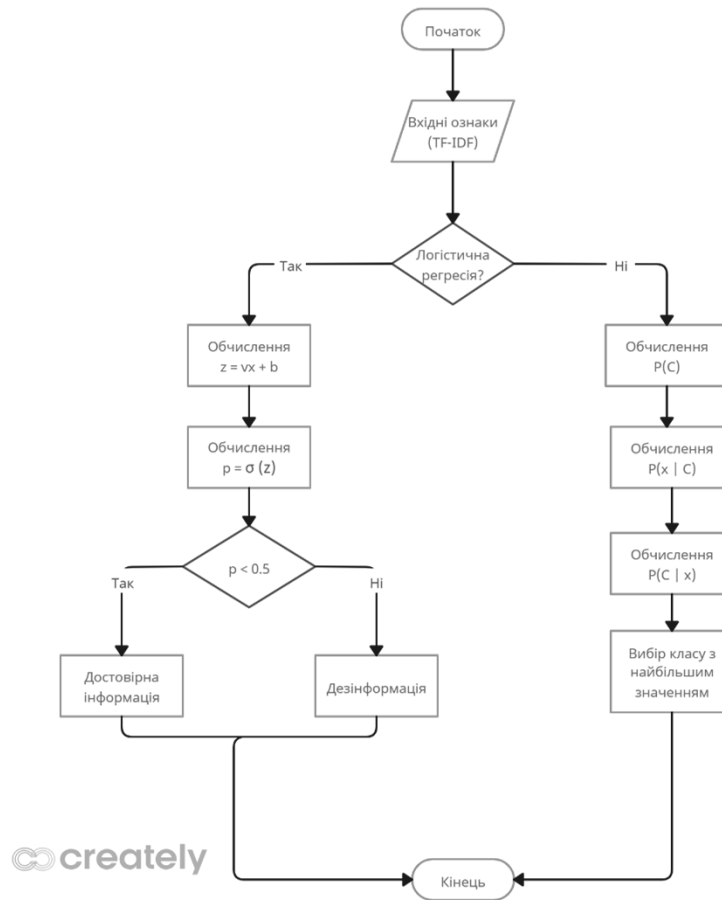 Початок
Вхідні ознаки
(TF-IDF)
Логістична
регресія?
Так
Ні
Обчислення
z = vx + b
Обчислення
P(C)
Обчислення
p = σ (z)
Обчислення
P(x | C)
p < 0.5
Обчислення
P(C | x)
Так
Ні
Достовірна
інформація
Дезінформація
Вибір класу з
найбільшим
значенням
creately
Кінець